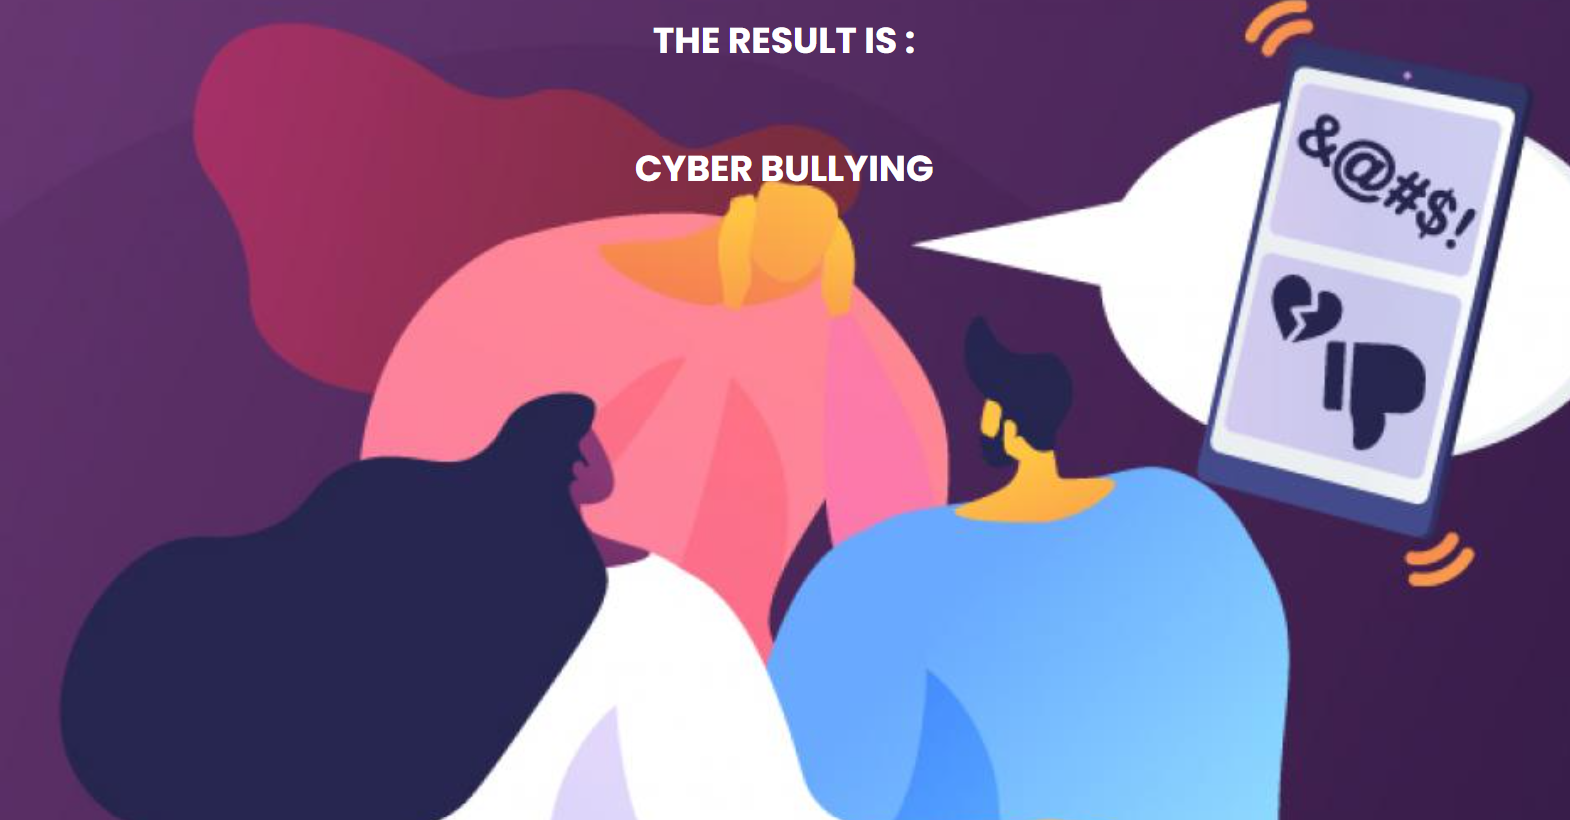 THE RESULT IS :
CYBER BULLYING
&@#$!